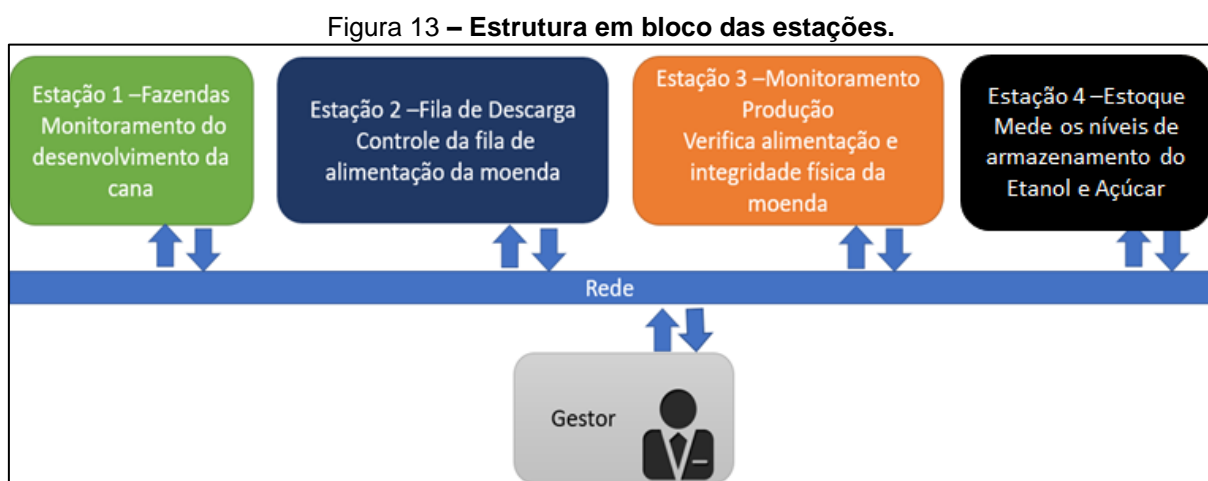 Figura 13 – Estrutura em bloco das estações.
Estação 1 –Fazendas
Monitoramento do
desenvolvimento da
cana
Estação 2 –Fila de Descarga
Controle da fila de
alimentação da moenda
Estação 3 –Monitoramento
Produção
Verifica alimentação e
integridade física da
moenda
Estação 4 –Estoque
Mede os níveis de
armazenamento do
Etanol e Açúcar
Rede
Gestor